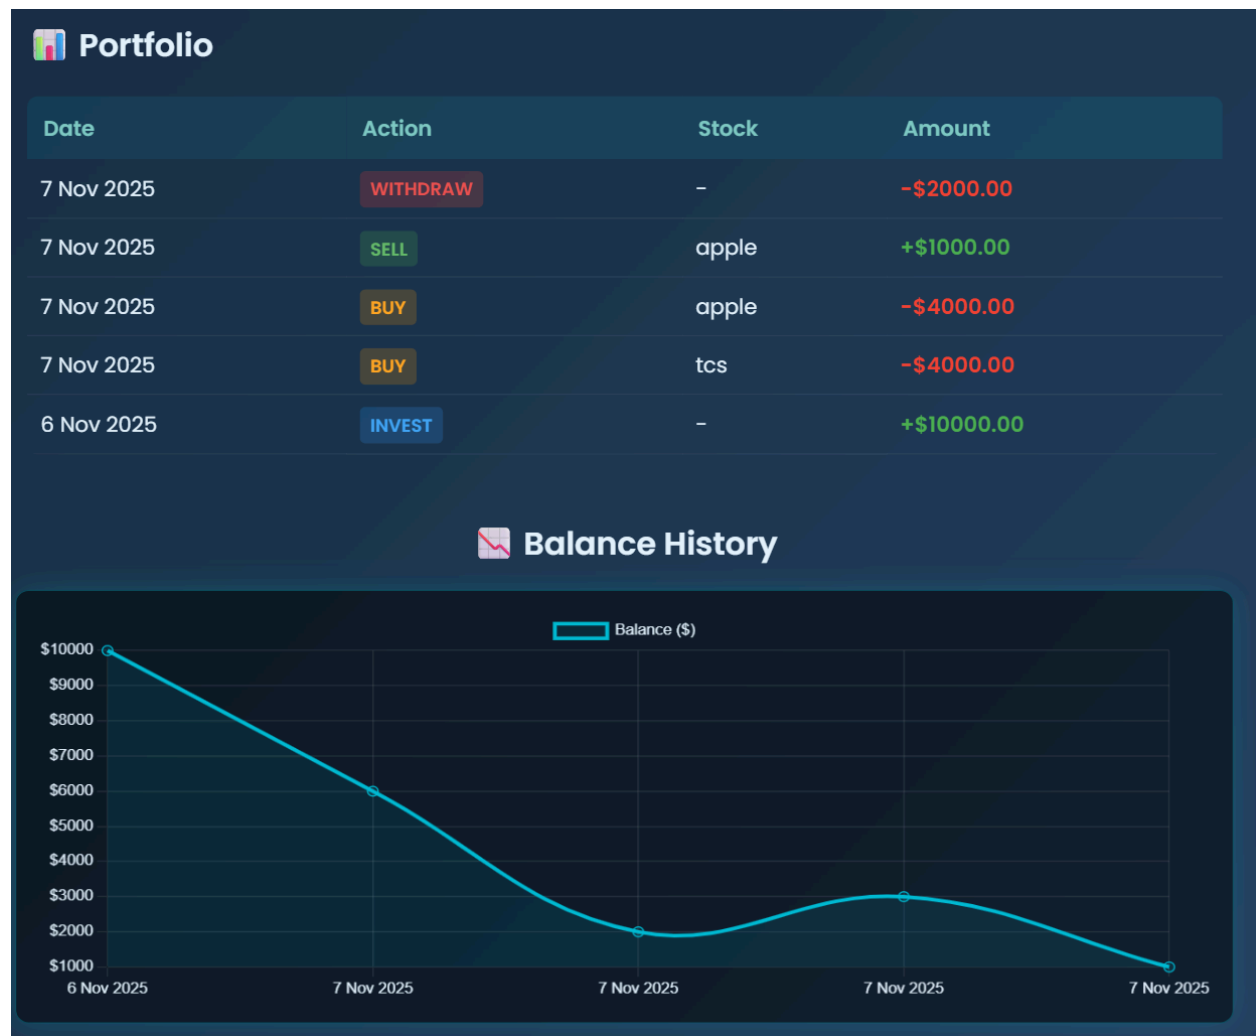 Portfolio
Date Action Stock Amount
7 Nov 2025 WITHDRAW - -$2000.00
7 Nov 2025 SELL apple +$1000.00
7 Nov 2025 BUY apple -$4000.00
7 Nov 2025 BUY tcs -$4000.00
6 Nov 2025 INVEST - +$10000.00
Balance History
Balance ($)
$10000
$9000
$8000
$7000
$6000
$5000
$4000
$3000
$2000
$1000
6 Nov 2025 7 Nov 2025 7 Nov 2025 7 Nov 2025 7 Nov 2025